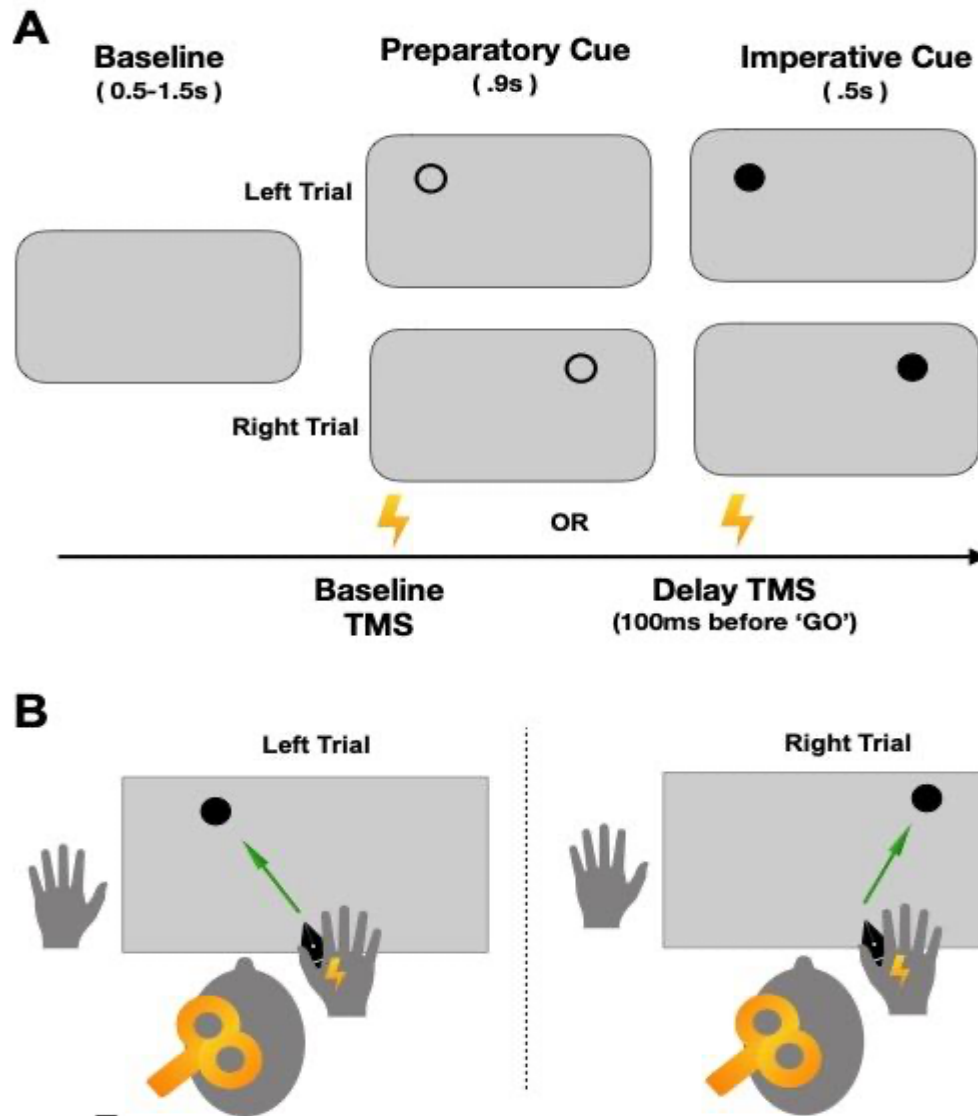 A
Baseline
( 0.5-1.5s )
Preparatory Cue
( .9s )
Imperative Cue
( .5s )
Left Trial
Right Trial
OR
Baseline
TMS
Delay TMS
(100ms before ‘GO’)
B
Left Trial
Right Trial